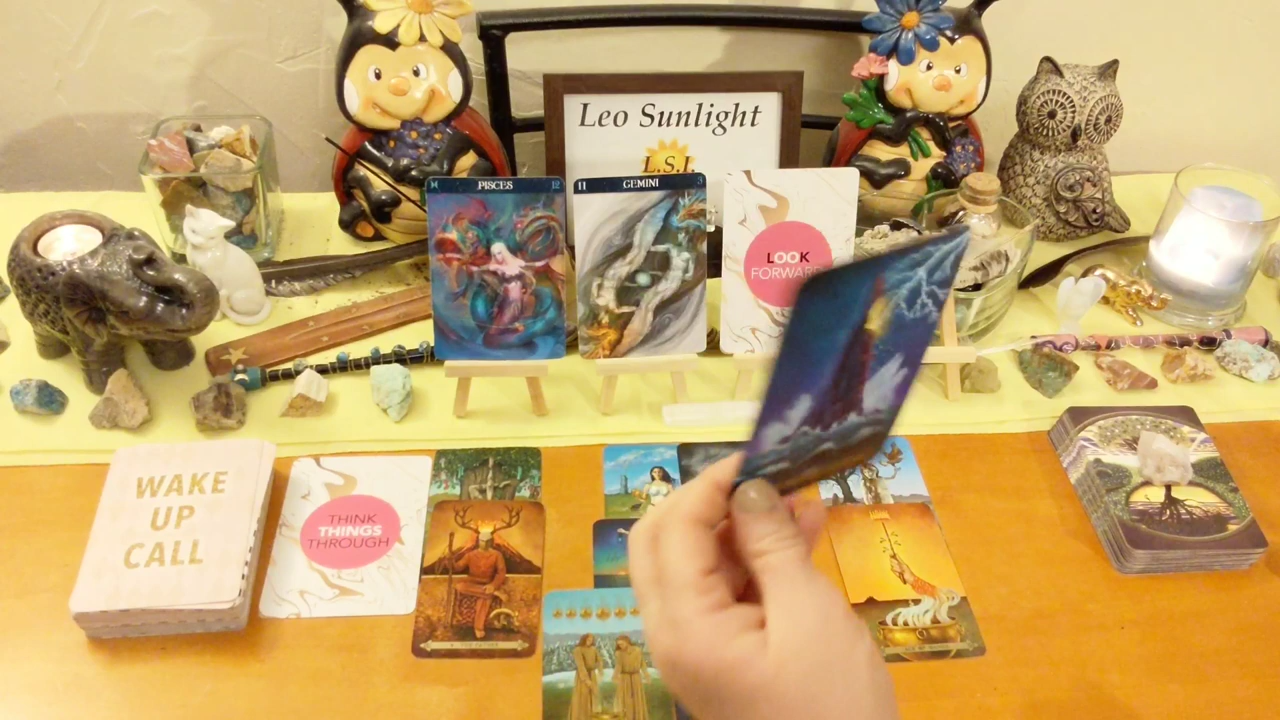 Leo Sunlight
L.S.I.
PISCES 12
11 GEMINI 3
LOOK
FORWARD
WAKE
UP
CALL
THINK
THINGS
THROUGH